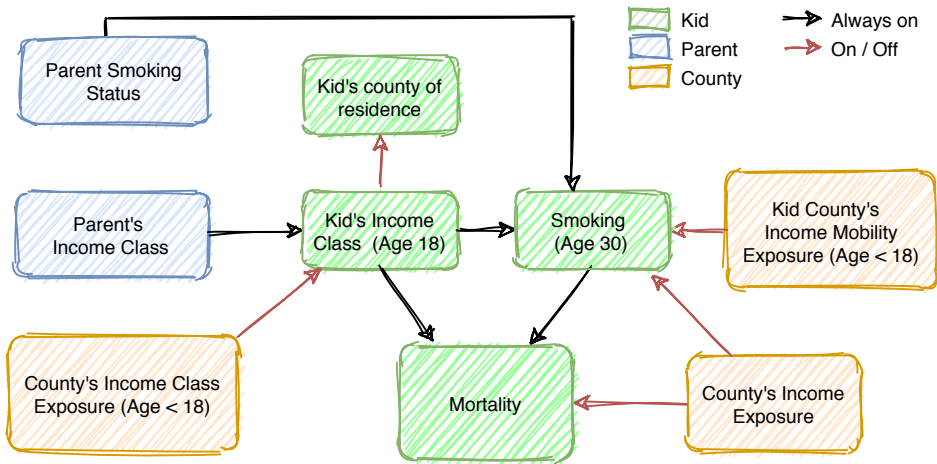 Kid
Always on
Parent
On / Off
County
Parent Smoking
Status
Kid's county of
residence
Parent's
Income Class
Kid's Income
Class (Age 18)
Smoking
(Age 30)
Kid County's
Income Mobility
Exposure (Age < 18)
County's Income Class
Exposure (Age < 18)
Mortality
County's Income
Exposure